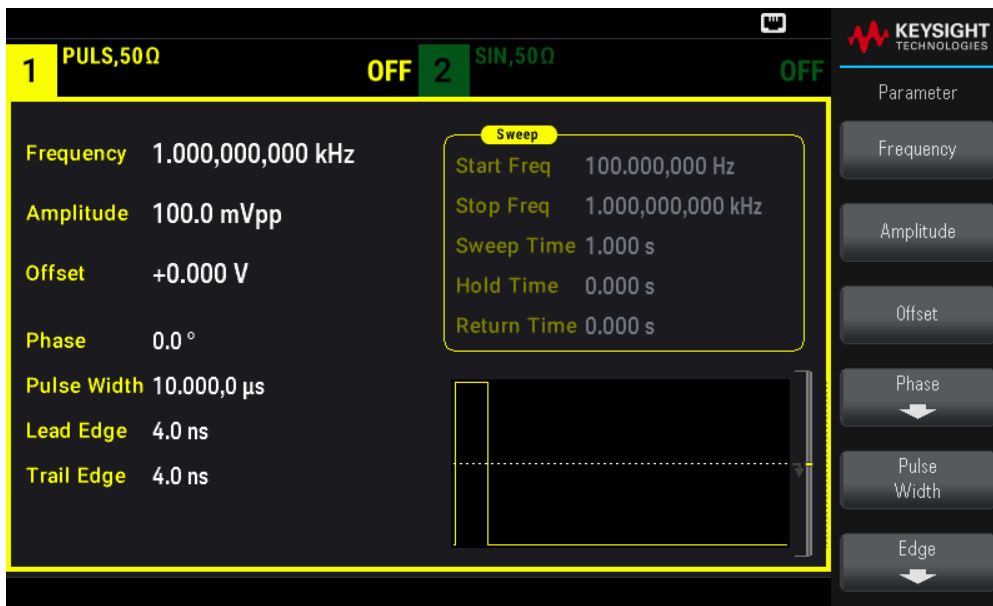 KEYSIGHT
TECHNOLOGIES
1 PULS,50Ω OFF 2 SIN,50Ω OFF
Parameter
Frequency 1.000,000,000 kHz
Amplitude 100.0 mVpp
Offset +0.000 V
Phase 0.0 °
Pulse Width 10.000,0 µs
Lead Edge 4.0 ns
Trail Edge 4.0 ns
Sweep
Start Freq 100.000,000 Hz
Stop Freq 1.000,000,000 kHz
Sweep Time 1.000 s
Hold Time 0.000 s
Return Time 0.000 s
Frequency
Amplitude
Offset
Phase
Pulse
Width
Edge